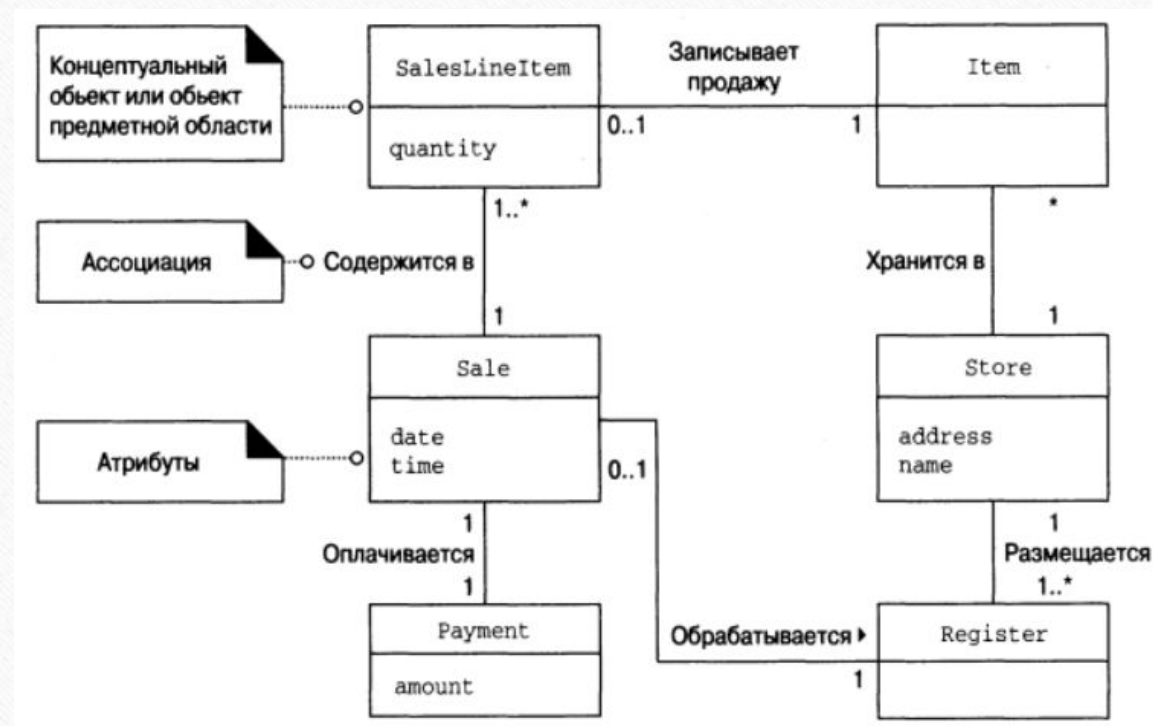 Концептуальный
обьект или обьект
предметной области
SalesLineItem
quantity
Записывает
продажу
0..1
1
Item
1..*
*
Ассоциация
Содержится в
Хранится в
1
1
Sale
date
time
Store
address
name
Атрибуты
0..1
1
Оплачивается
1
1
Размещается
1..*
Payment
amount
Обрабатывается
1
Register